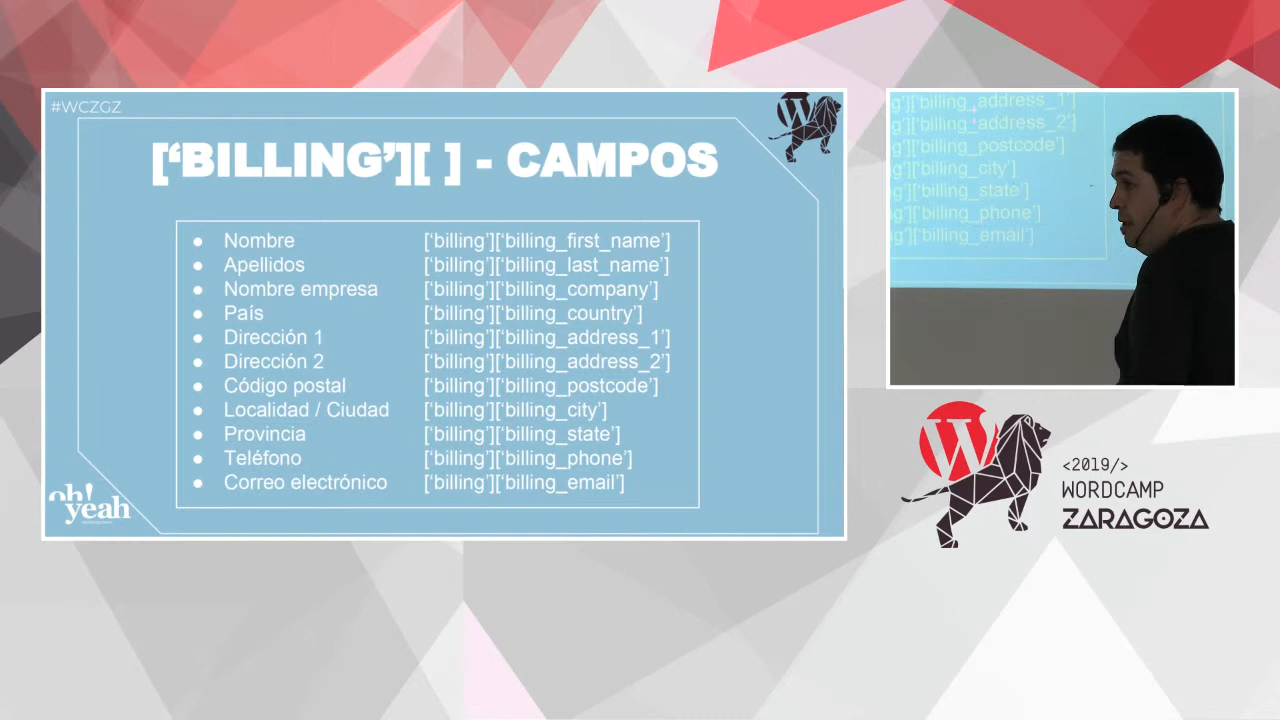 #WCZGZ
[‘BILLING’][ ] - CAMPOS
● Nombre [‘billing’][‘billing_first_name’]
● Apellidos [‘billing’][‘billing_last_name’]
● Nombre empresa [‘billing’][‘billing_company’]
● País [‘billing’][‘billing_country’]
● Dirección 1 [‘billing’][‘billing_address_1’]
● Dirección 2 [‘billing’][‘billing_address_2’]
● Código postal [‘billing’][‘billing_postcode’]
● Localidad / Ciudad [‘billing’][‘billing_city’]
● Provincia [‘billing’][‘billing_state’]
● Teléfono [‘billing’][‘billing_phone’]
● Correo electrónico [‘billing’][‘billing_email’]
oh!
yeah
g’][‘billing_address_1’]
g’][‘billing_address_2’]
g’][‘billing_postcode’]
g’][‘billing_city’]
g’][‘billing_state’]
g’][‘billing_phone’]
g’][‘billing_email’]
W
<2019/>
WORDCAMP
ZARAGOZA